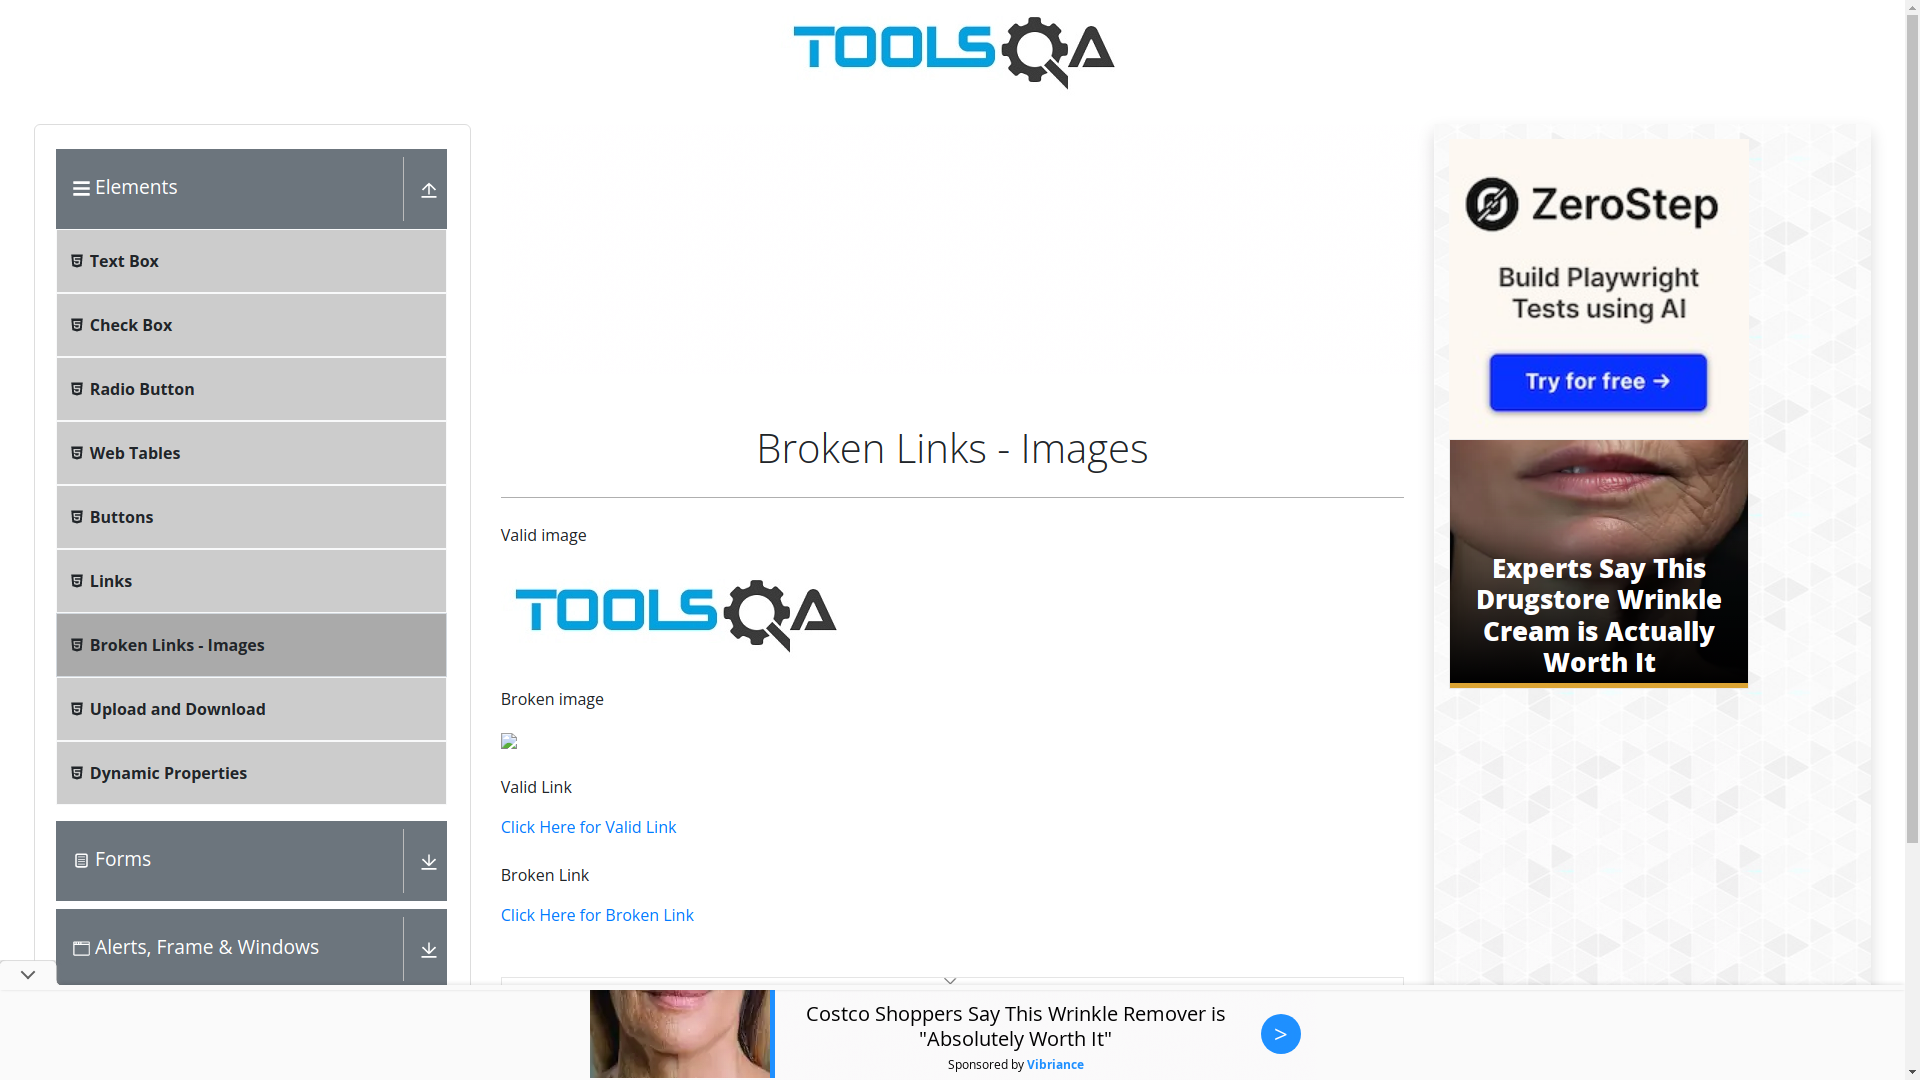 TOOLSQA
Elements
Text Box
Check Box
Radio Button
Web Tables
Buttons
Links
Broken Links - Images
Upload and Download
Dynamic Properties
Forms
Alerts, Frame & Windows
Broken Links - Images
Valid image
TOOLSQA
Broken image
Valid Link
Click Here for Valid Link
Broken Link
Click Here for Broken Link
ZeroStep
Build Playwright
Tests using AI
Try for free →
Experts Say This
Drugstore Wrinkle
Cream is Actually
Worth It
Costco Shoppers Say This Wrinkle Remover is
"Absolutely Worth It"
Sponsored by Vibriance
>